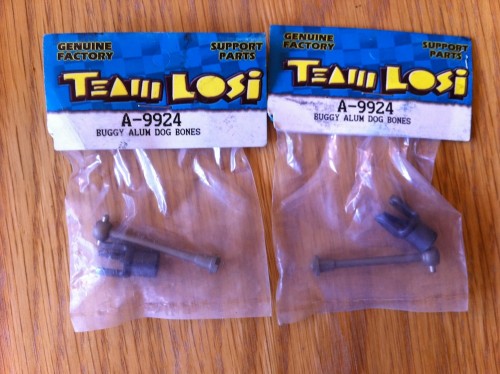 GENUINE FACTORY
SUPPORT PARTS
TEAM LOSi
A-9924
BUGGY ALUM DOG BONES
GENUINE FACTORY
SUPPORT PARTS
TEAM LOSi
A-9924
BUGGY ALUM DOG BONES